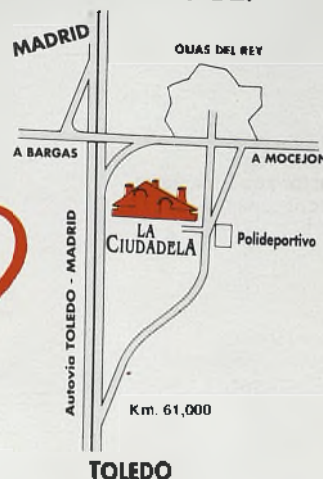 MADRID
OLIAS DEL REY
A BARGAS
A MOCEJON
LA
CIUDADELA
Polideportivo
Autovia TOLEDO - MADRID
Km. 61,000
TOLEDO